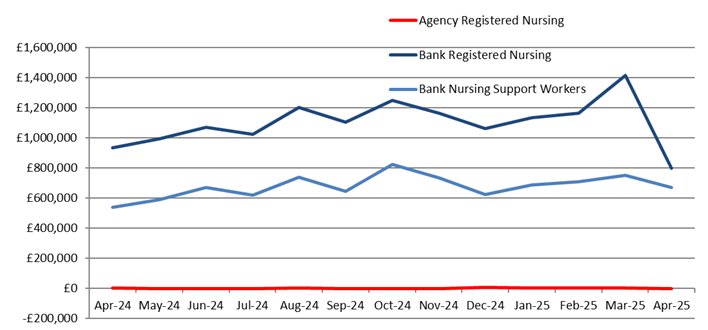 Agency Registered Nursing
£1,600,000
Bank Registered Nursing
£1,400,000
Bank Nursing Support Workers
£1,200,000
£1,000,000
£800,000
£600,000
£400,000
£200,000
£0
-£200,000
Apr-24 May-24 Jun-24 Jul-24 Aug-24 Sep-24 Oct-24 Nov-24 Dec-24 Jan-25 Feb-25 Mar-25 Apr-25